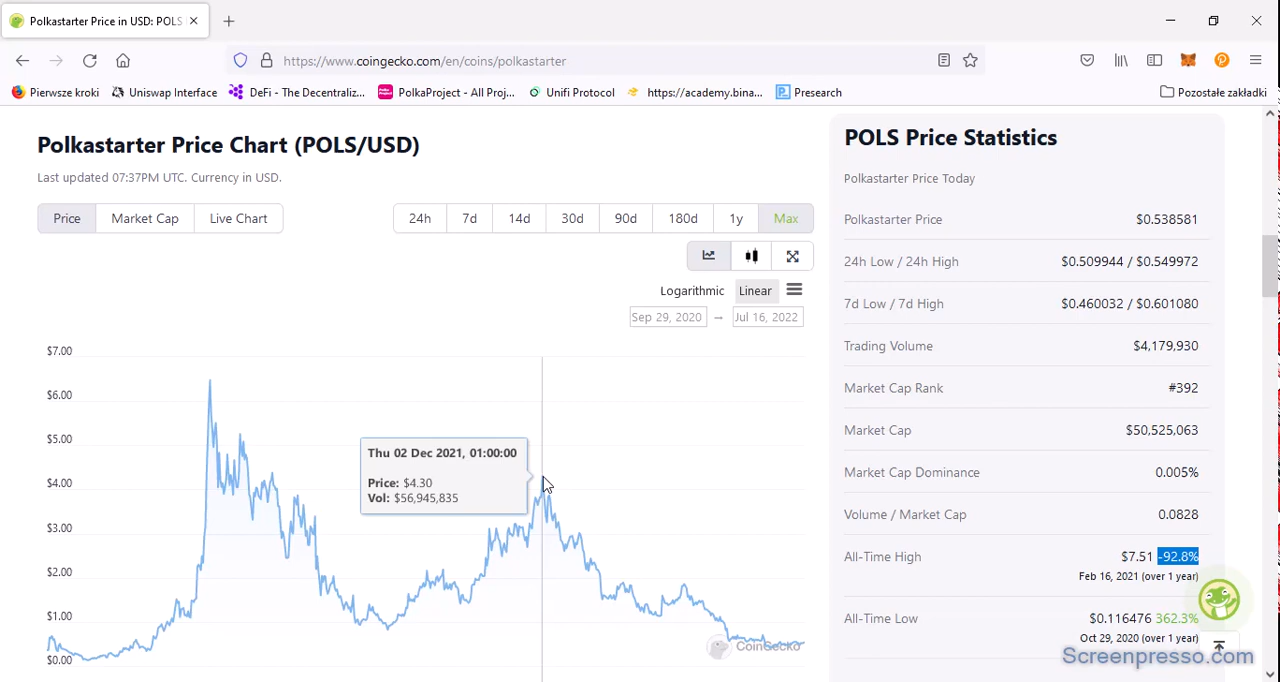 Polkastarter Price in USD: POLS
https://www.coingecko.com/en/coins/polkastarter
Pierwsze kroki Uniswap Interface DeFi - The Decentraliz... PolkaProject - All Proj... Unifi Protocol https://academy.bina... Presearch Pozostałe zakładki
Polkastarter Price Chart (POLS/USD)
Last updated 07:37PM UTC. Currency in USD.
Price Market Cap Live Chart
24h 7d 14d 30d 90d 180d 1y Max
Logarithmic Linear
Sep 29, 2020 → Jul 16, 2022
$7.00
$6.00
$5.00
$4.00
$3.00
$2.00
$1.00
$0.00
Thu 02 Dec 2021, 01:00:00
Price: $4.30
Vol: $56,945,835
CoinGecko
POLS Price Statistics
Polkastarter Price Today
Polkastarter Price $0.538581
24h Low / 24h High $0.509944 / $0.549972
7d Low / 7d High $0.460032 / $0.601080
Trading Volume $4,179,930
Market Cap Rank #392
Market Cap $50,525,063
Market Cap Dominance 0.005%
Volume / Market Cap 0.0828
All-Time High $7.51 -92.8%
Feb 16, 2021 (over 1 year)
All-Time Low $0.116476 362.3%
Oct 29, 2020 (over 1 year)
Screenpresso.com